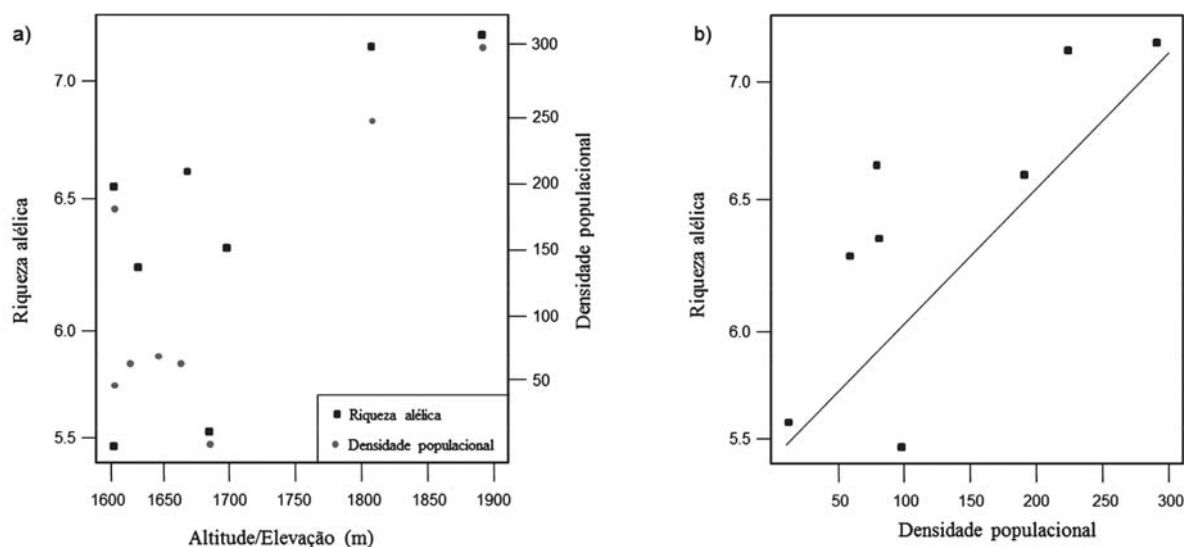 a)
Riqueza alélica
7.0
6.5
6.0
5.5
300
250
200
150
100
50
Densidade populacional
Riqueza alélica
Densidade populacional
1600 1650 1700 1750 1800 1850 1900
Altitude/Elevação (m)
b)
Riqueza alélica
7.0
6.5
6.0
5.5
50 100 150 200 250 300
Densidade populacional